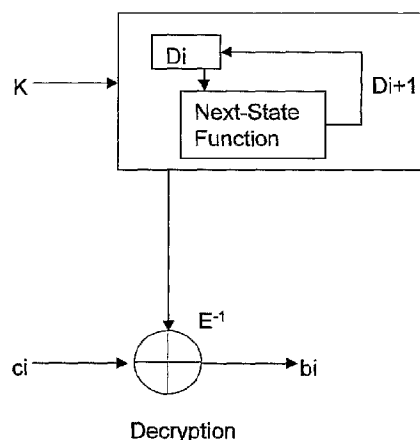 Di
K
Di+1
Next-State
Function
E⁻¹
ci
bi
Decryption